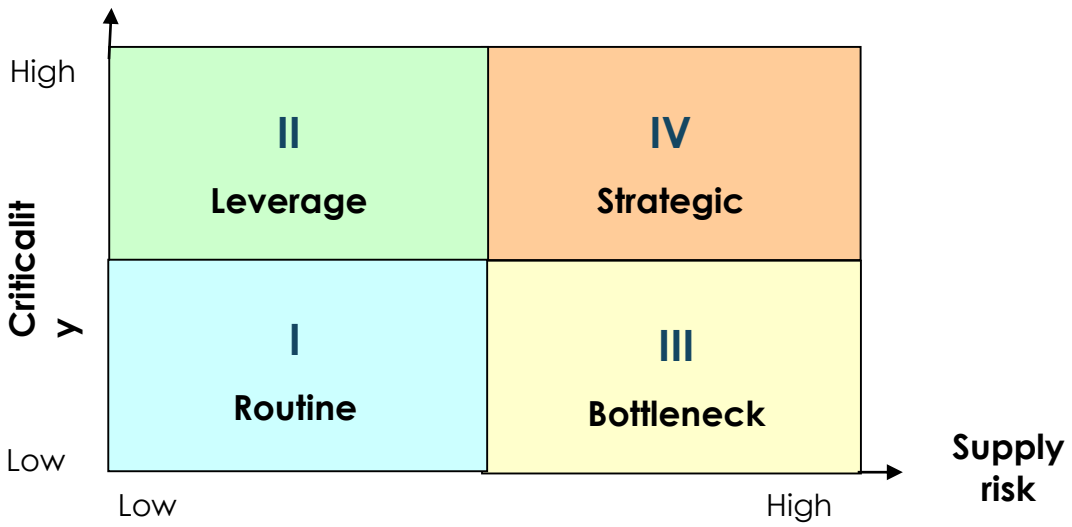 High
II
Leverage
IV
Strategic
Criticalit
y
I
Routine
III
Bottleneck
Low
Low
High
Supply
risk